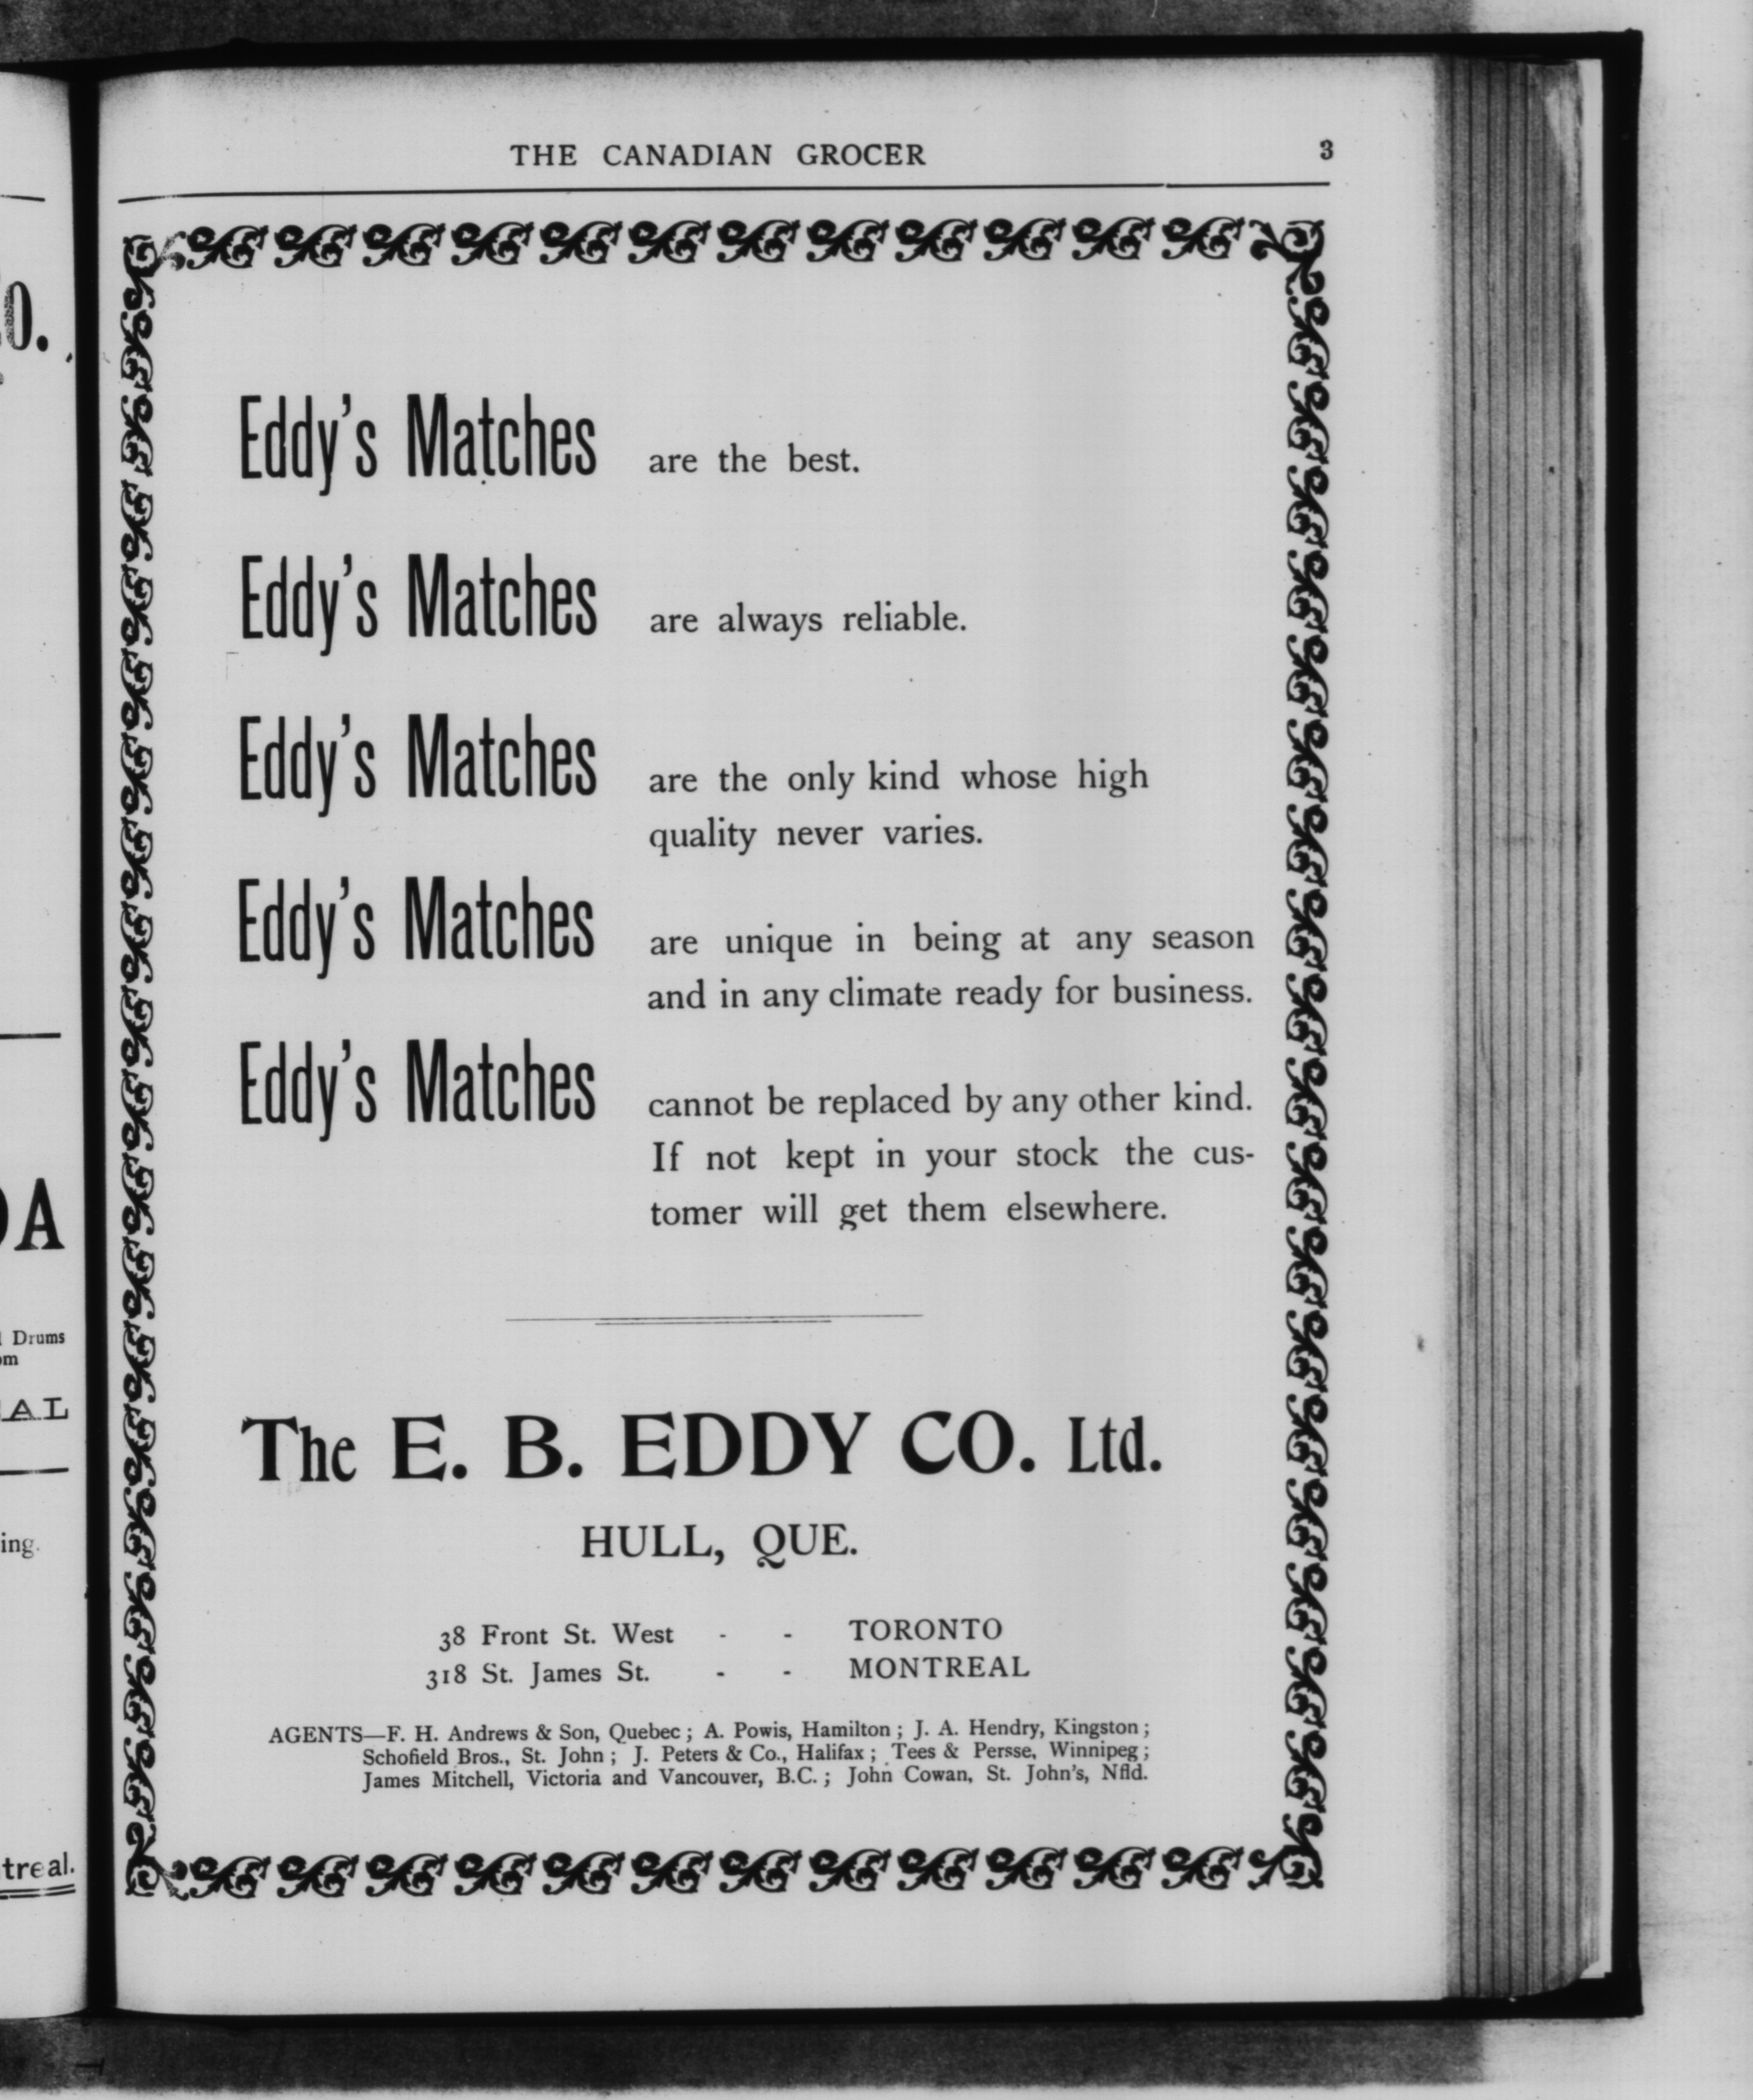 THE CANADIAN GROCER 3
Eddy's Matches are the best.
Eddy's Matches are always reliable.
Eddy's Matches are the only kind whose high
quality never varies.
Eddy's Matches are unique in being at any season
and in any climate ready for business.
Eddy's Matches cannot be replaced by any other kind.
If not kept in your stock the cus-
tomer will get them elsewhere.
The E. B. EDDY CO. Ltd.
HULL, QUE.
38 Front St. West - - TORONTO
318 St. James St. - - MONTREAL
AGENTS—F. H. Andrews & Son, Quebec; A. Powis, Hamilton; J. A. Hendry, Kingston;
Schofield Bros., St. John; J. Peters & Co., Halifax; Tees & Persse, Winnipeg;
James Mitchell, Victoria and Vancouver, B.C.; John Cowan, St. John's, Nfld.
Drums